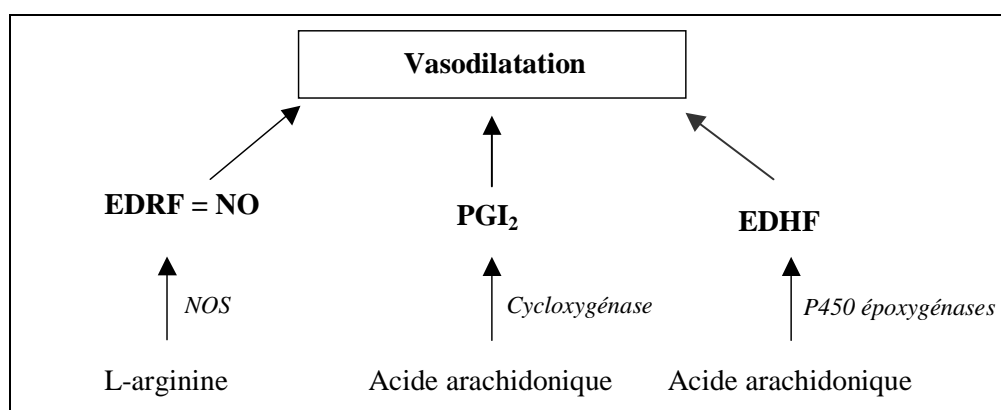 Vasodilatation
EDRF = NO
PGI₂
EDHF
NOS
Cycloxygénase
P450 époxygénases
L-arginine
Acide arachidonique
Acide arachidonique